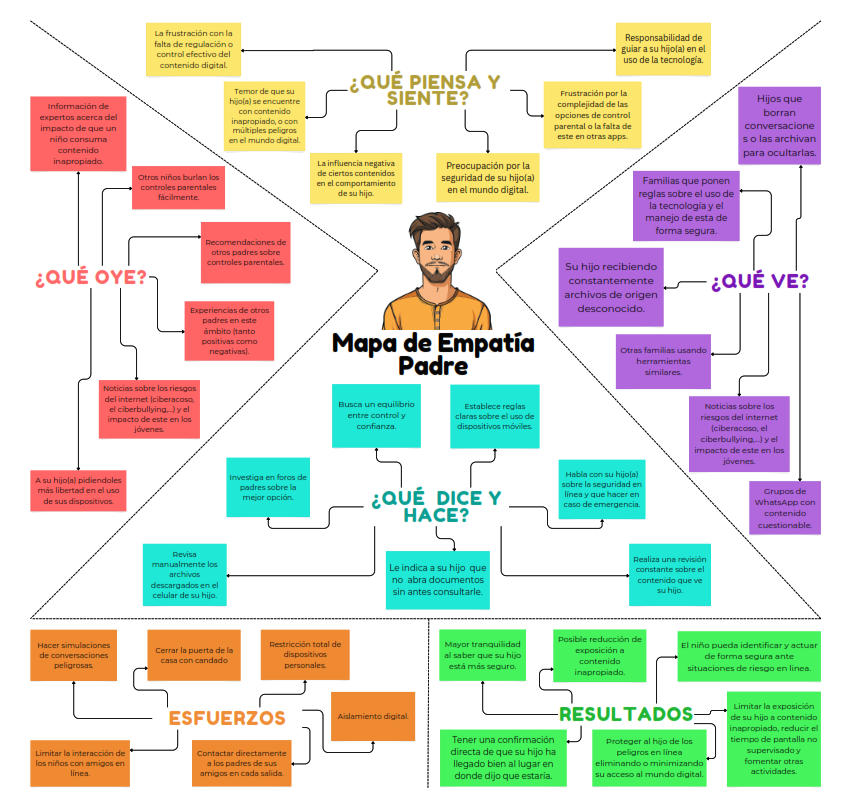 La frustración con la
falta de regulación o
control efectivo del
contenido digital.
Responsabilidad de
guiar a su hijo(a) en el
uso de la tecnología.
¿QUÉ PIENSA Y
SIENTE?
Temor de que su
hijo(a) se encuentre
con contenido
inapropiado, o con
múltiples peligros
en el mundo digital.
Frustración por la
complejidad de las
opciones de control
parental o la falta de
este en otros apps.
La influencia negativa
de ciertos contenidos
en el comportamiento
de su hijo.
Preocupación por la
seguridad de su hijo(a)
en el mundo digital.
Información de
expertos acerca del
impacto de que un
niño consuma
contenido
inapropiado.
Otros niños burlan los
controles parentales
fácilmente.
Recomendaciones de
otros padres sobre
controles parentales.
¿QUÉ OYE?
Experiencias de otros
padres en este
ámbito (tanto
positivas como
negativas).
Noticias sobre los riesgos
del internet (ciberacoso,
el ciberbullying,...) y el
impacto de este en los
jóvenes.
A su hijo(a) pidiendoles
más libertad en el uso
de sus dispositivos.
Hijos que
borran
conversacione
s o las archivan
para ocultarlas.
Familias que ponen
reglas sobre el uso de
la tecnología y el
manejo de esta de
forma segura.
Su hijo recibiendo
constantemente
archivos de origen
desconocido.
¿QUÉ VE?
Otras familias usando
herramientas
similares.
Noticias sobre los
riesgos del internet
(ciberacoso, el
ciberbullying,...) y el
impacto de este en los
jóvenes.
Grupos de
WhatsApp con
contenido
cuestionable.
Mapa de Empatía
Padre
Busca un equilibrio
entre control y
confianza.
Establece reglas
claras sobre el uso de
dispositivos móviles.
Investiga en foros de
padres sobre la
mejor opción.
¿QUÉ DICE Y
HACE?
Habla con su hijo(a)
sobre la seguridad en
línea y que hacer en
caso de emergencia.
Revisa
manualmente los
archivos
descargados en el
celular de su hijo.
Le indica a su hijo que
no abra documentos
sin antes consultarle.
Realiza una revisión
constante sobre el
contenido que ve
su hijo.
Hacer simulaciones
de conversaciones
peligrosas.
Cerrar la puerta de la
casa con candado
Restricción total de
dispositivos
personales.
ESFUERZOS
Aislamiento digital.
Limitar la interacción de
los niños con amigos en
línea.
Contactar directamente
a los padres de sus
amigos en cada salida.
Mayor tranquilidad
al saber que su hijo
está más seguro.
Posible reducción de
exposición a
contenido
inapropiado.
El niño pueda identificar y actuar
de forma segura ante
situaciones de riesgo en linea.
RESULTADOS
Limitar la exposición
de su hijo a contenido
inapropiado, reducir el
tiempo de pantalla no
supervisado y
fomentar otras
actividades.
Tener una confirmación
directa de que su hijo ha
llegado bien al lugar en
donde dijo que estaría.
Proteger al hijo de los
peligros en línea
eliminando o minimizando
su acceso al mundo digital.